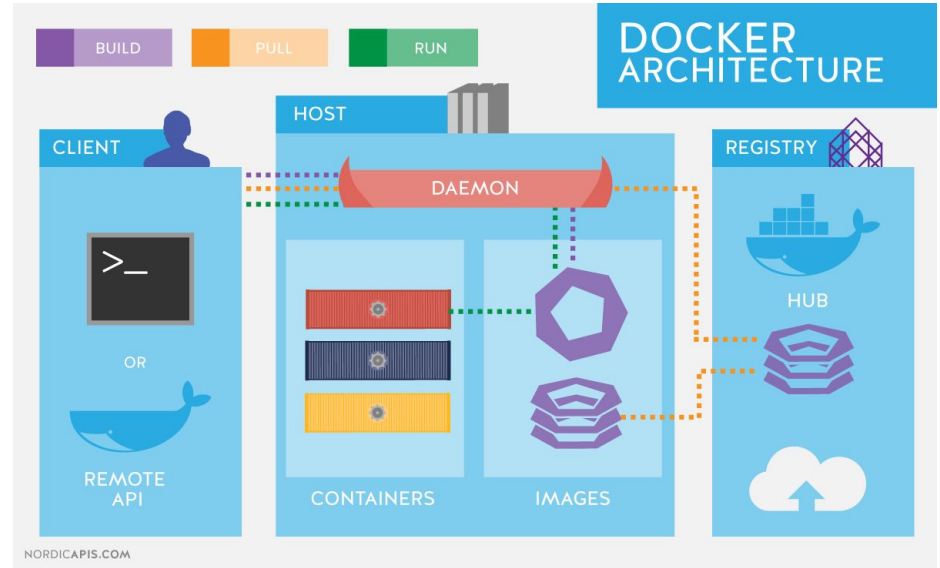 BUILD
PULL
RUN
DOCKER
ARCHITECTURE
CLIENT
HOST
REGISTRY
DAEMON
>_
OR
REMOTE
API
CONTAINERS
IMAGES
HUB
NORDICAPIS.COM